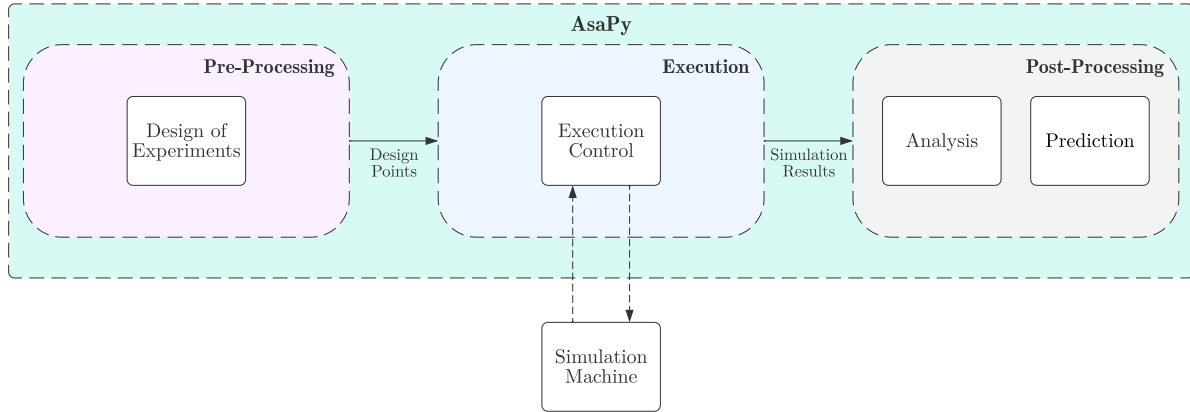 AsaPy
Pre-Processing
Execution
Post-Processing
Design of
Experiments
Design
Points
Execution
Control
Simulation
Results
Analysis
Prediction
Simulation
Machine